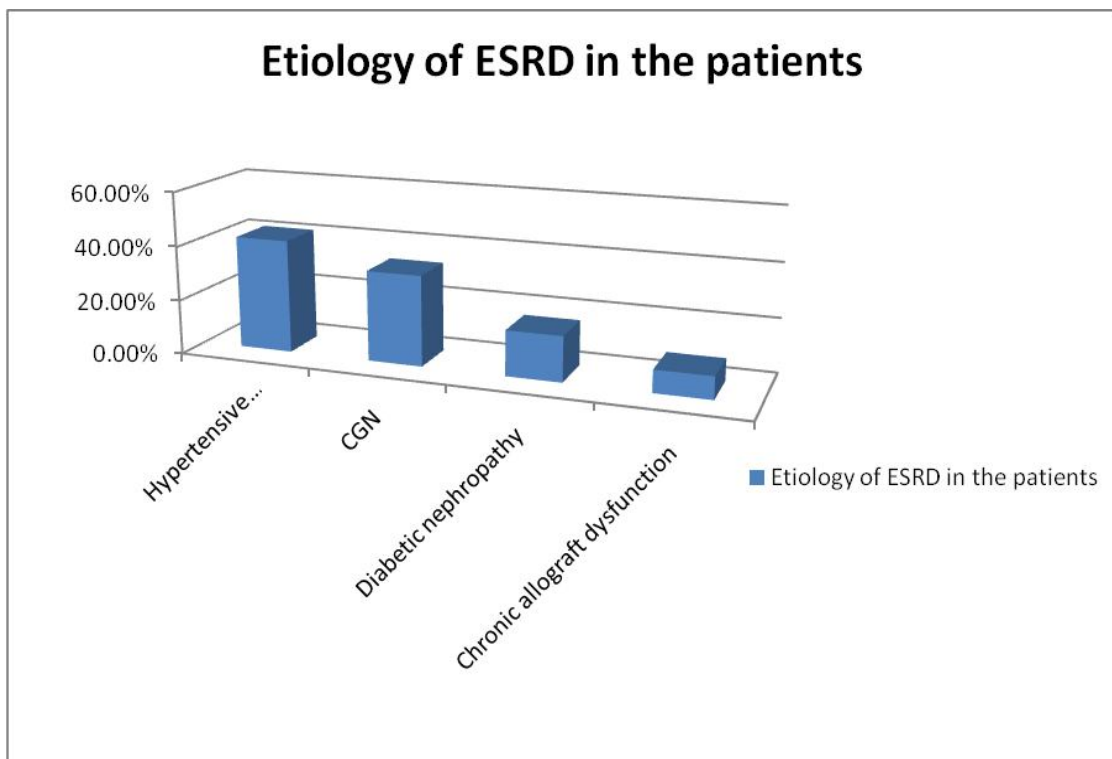 Etiology of ESRD in the patients
60.00%
40.00%
20.00%
0.00%
Hypertensive...
CGN
Diabetic nephropathy
Chronic allograft dysfunction
Etiology of ESRD in the patients